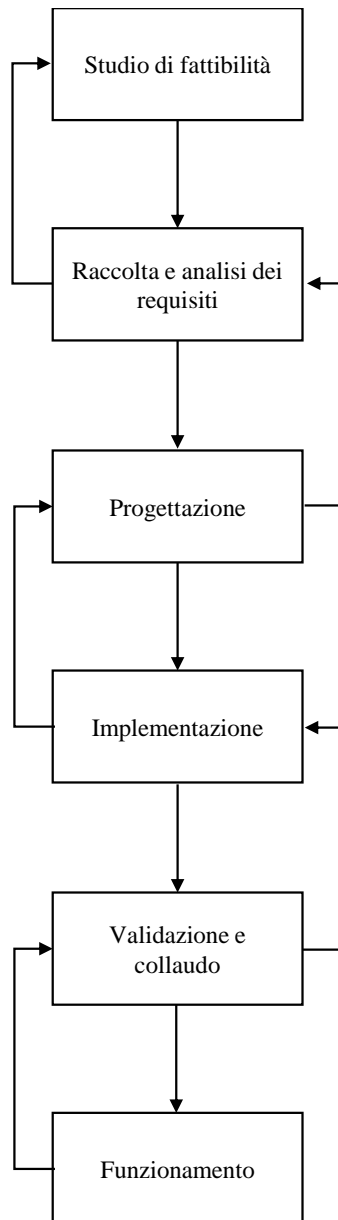 Studio di fattibilità
Raccolta e analisi dei
requisiti
Progettazione
Implementazione
Validazione e
collaudo
Funzionamento